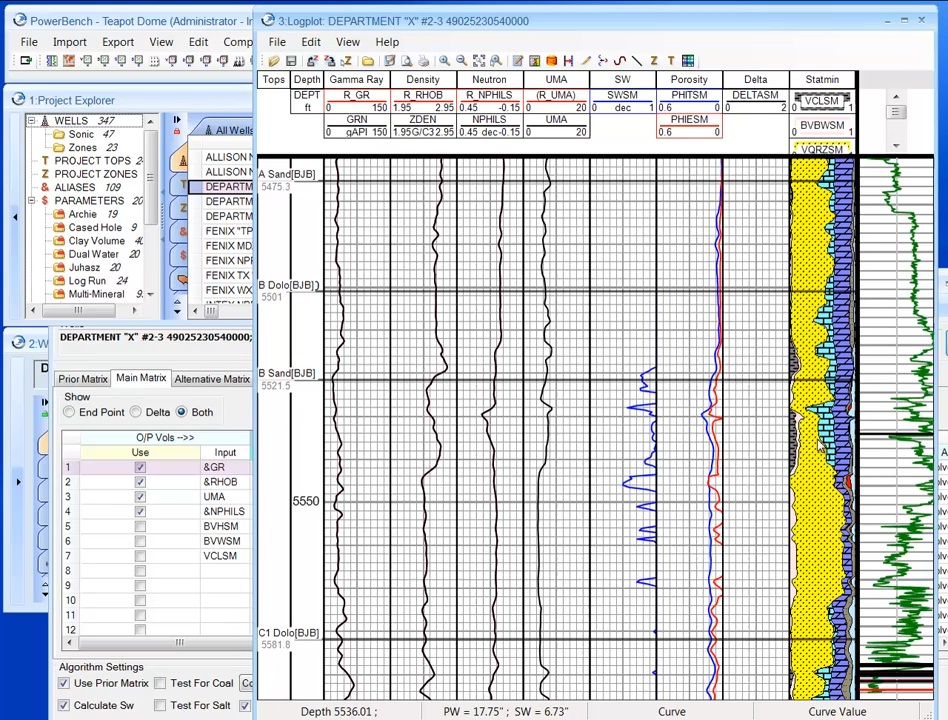 PowerBench - Teapot Dome (Administrator -
File Import Export View Edit Comp
1:Project Explorer
WELLS 347
Sonic 47
Zones 23
PROJECT TOPS
PROJECT ZONES
ALIASES 109
PARAMETERS
Archie 19
Cased Hole 9
Clay Volume
Dual Water 4
Juhasz 20
Log Run 24
Multi-Mineral
All Wells
ALLISON N
ALLISON N
DEPARTM
DEPARTM
DEPARTM
FENIX "TP
FENIX MD
FENIX NPI
FENIX TX
FENIX WX
2:W
DEPARTMENT "X" #2-3 49025230540000;
Prior Matrix Main Matrix Alternative Matrix
Show
End Point Delta Both
O/P Vols -->>
Use Input
1 &GR
2 &RHOB
3 UMA
4 &NPHILS
5 BVHSM
6 BVWSM
7 VCLSM
8
9
10
11
12
Algorithm Settings
Use Prior Matrix Test For Coal Co
Calculate Sw Test For Salt
3:Logplot: DEPARTMENT "X" #2-3 49025230540000
File Edit View Help
Tops Depth Gamma Ray Density Neutron UMA SW Porosity Delta Statmin
DEPT R_GR R_RHOB R_NPHILS (R_UMA) SWSM PHITSM DELTASM VCLSM
ft 0 150 1.95 2.95 0.45 -0.15 0 20 dec 1 0.6 0 0 2
GRN ZDEN NPHILS UMA PHIESM BVBWSM
0 gAPI 150 1.95G/C32.95 0.45 dec-0.15 0 20 0.6 0
VQRZSM
A Sand[BJB]
5475.3
B Dolo[BJB]
5501
B Sand[BJB]
5521.5
5550
C1 Dolo[BJB]
5581.8
Depth 5536.01 ; PW = 17.75" ; SW = 6.73" Curve Curve Value